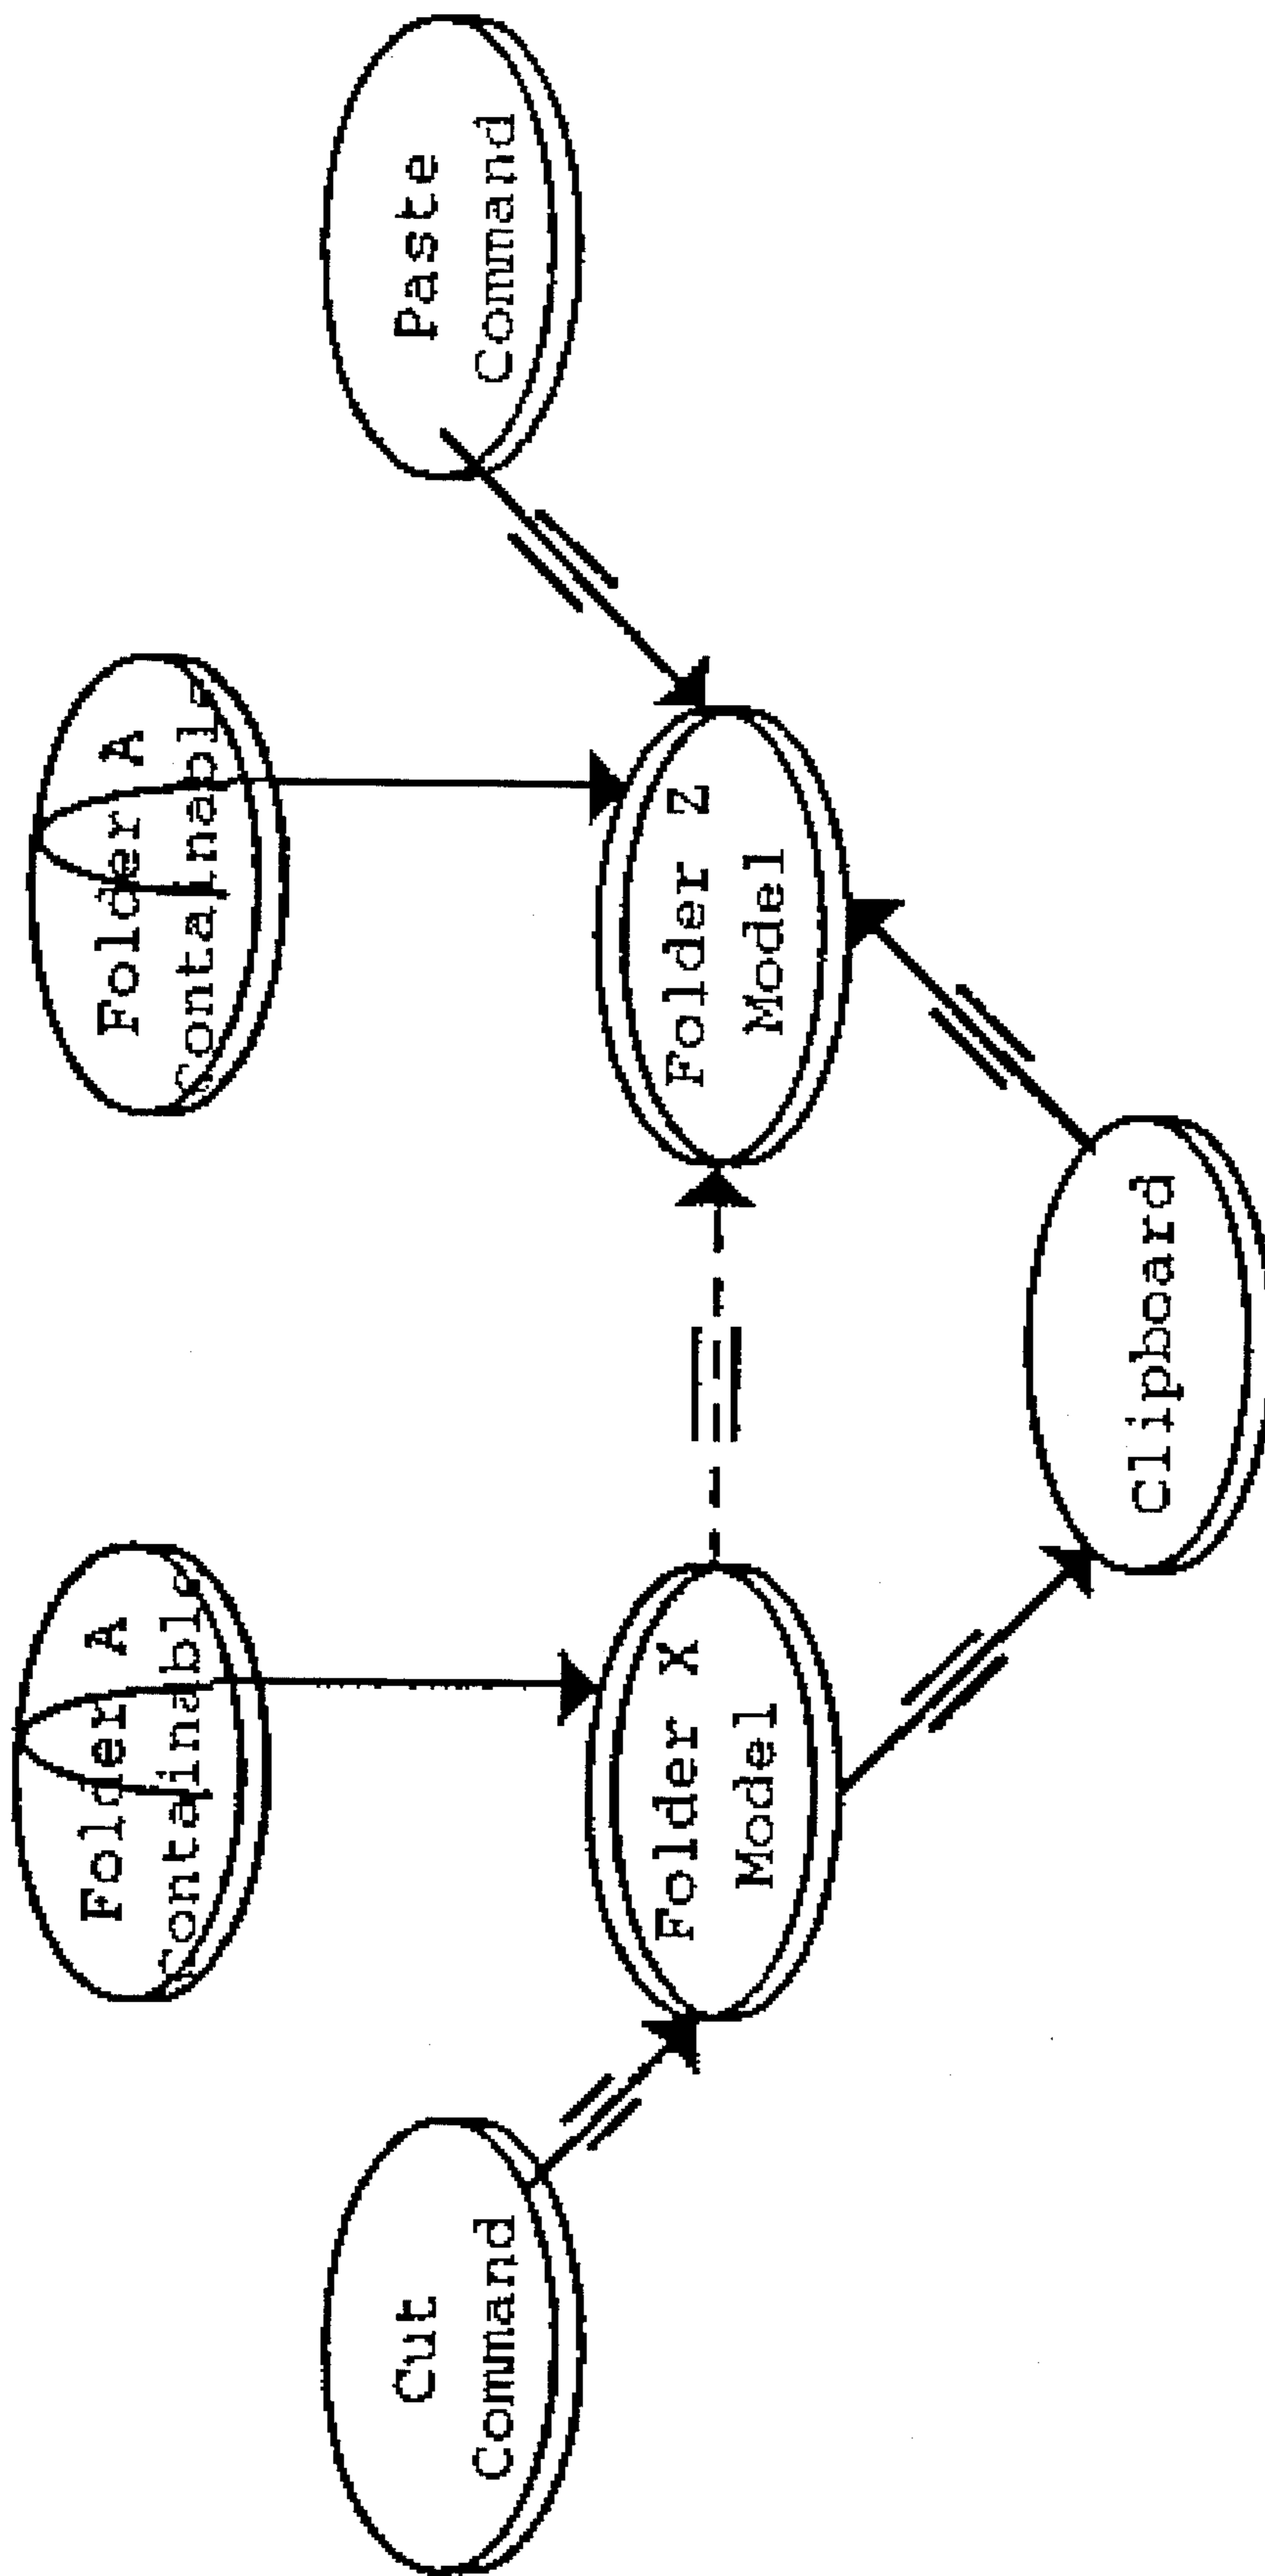 Folder A
Containable
Folder A
Containable
Cut
Command
Paste
Command
Folder X
Model
Folder Z
Model
Clipboard